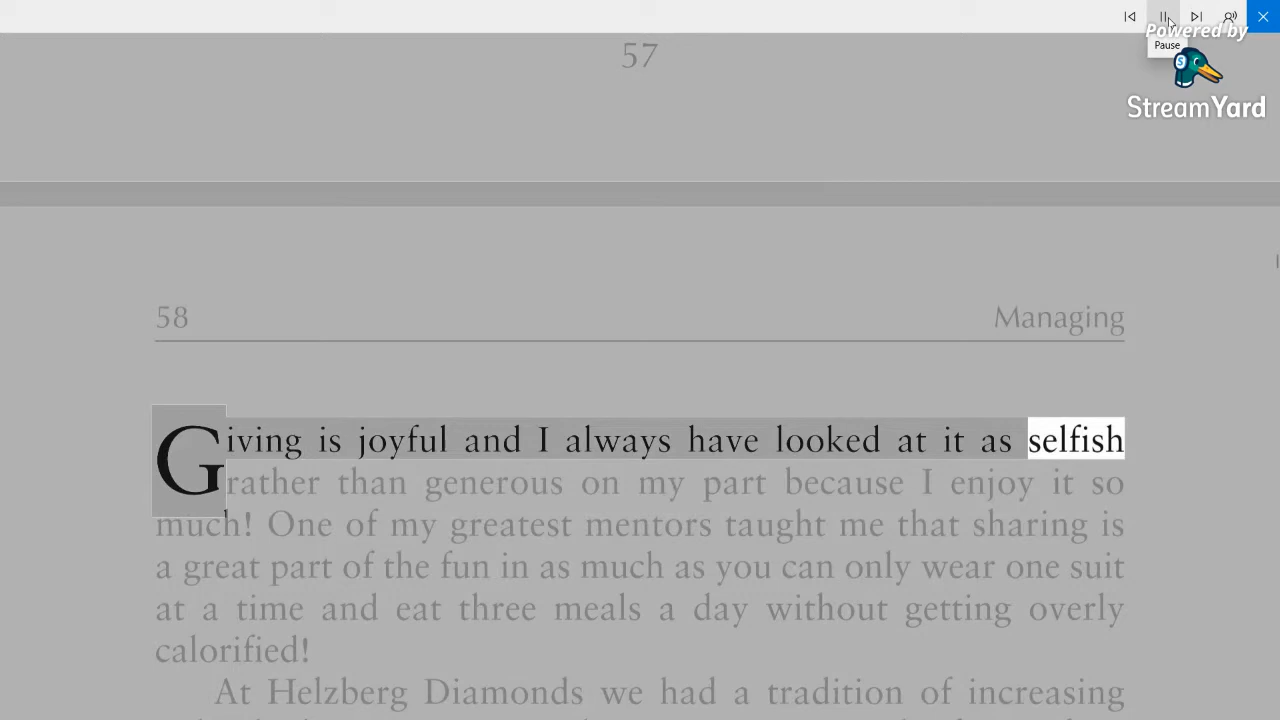 Powered by
Pause
StreamYard
57
58 Managing
Giving is joyful and I always have looked at it as selfish
rather than generous on my part because I enjoy it so
much! One of my greatest mentors taught me that sharing is
a great part of the fun in as much as you can only wear one suit
at a time and eat three meals a day without getting overly
calorified!
At Helzberg Diamonds we had a tradition of increasing